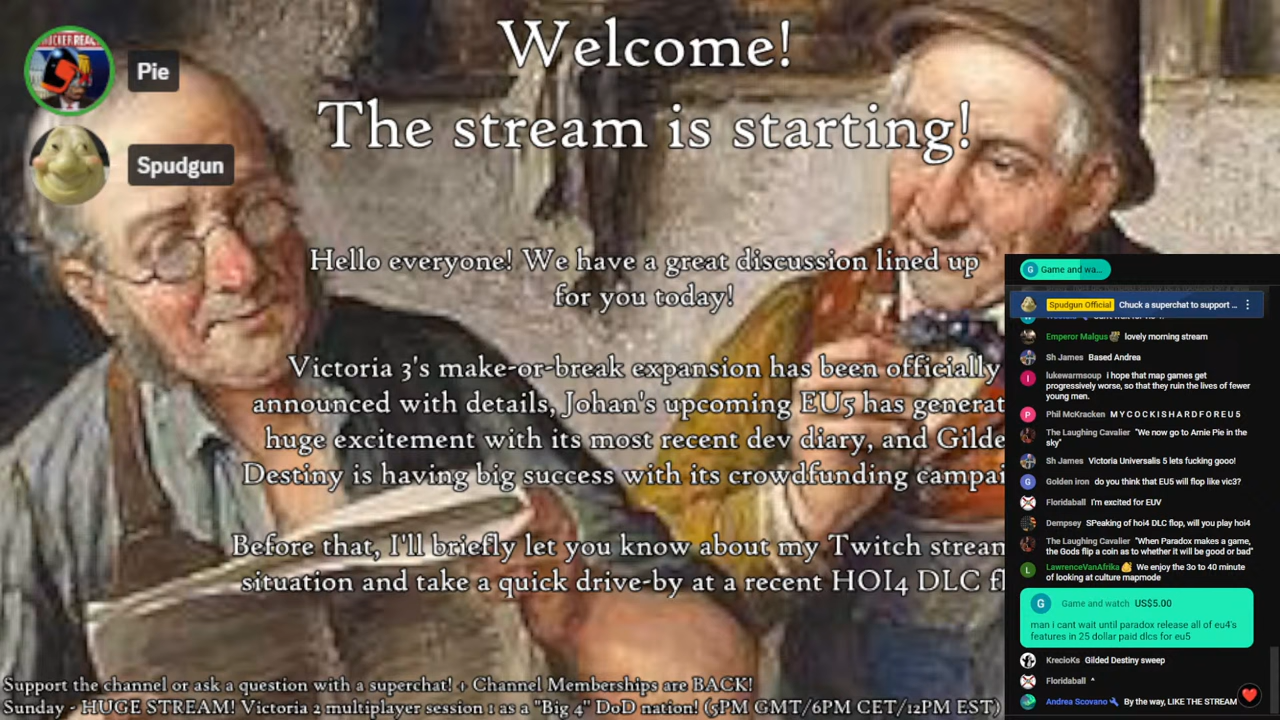 Pie
Spudgun
Welcome!
The stream is starting!
Hello everyone! We have a great discussion lined up
for you today!
Victoria 3's make-or-break expansion has been officially
announced with details, Johan's upcoming EU5 has generat
huge excitement with its most recent dev diary, and Gilde
Destiny is having big success with its crowdfunding campai
Before that, I'll briefly let you know about my Twitch stream
situation and take a quick drive-by at a recent HOI4 DLC fl
Support the channel or ask a question with a superchat! + Channel Memberships are BACK!
Sunday - HUGE STREAM! Victoria 2 multiplayer session 1 as a "Big 4" DoD nation! (5PM GMT/6PM CET/12PM EST)
G Game and wa...
Spudgun Official Chuck a superchat to support ...
Emperor Malgus lovely morning stream
Sh James Based Andrea
lukewarmsoup i hope that map games get
progressively worse, so that they ruin the lives of fewer
young men.
Phil McKracken M Y C O C K I S H A R D F O R E U 5
The Laughing Cavalier "We now go to Arnie Pie in the
sky"
Sh James Victoria Universalis 5 lets fucking gooo!
Golden iron do you think that EU5 will flop like vic3?
Floridaball I'm excited for EUV
Dempsey SPeaking of hoi4 DLC flop, will you play hoi4
The Laughing Cavalier "When Paradox makes a game,
the Gods flip a coin as to whether it will be good or bad"
LawrenceVanAfrika We enjoy the 3o to 40 minute
of looking at culture mapmode
G Game and watch US$5.00
man i cant wait until paradox release all of eu4's
features in 25 dollar paid dlcs for eu5
KrecioKs Gilded Destiny sweep
Floridaball ^
Andrea Scovano By the way, LIKE THE STREAM